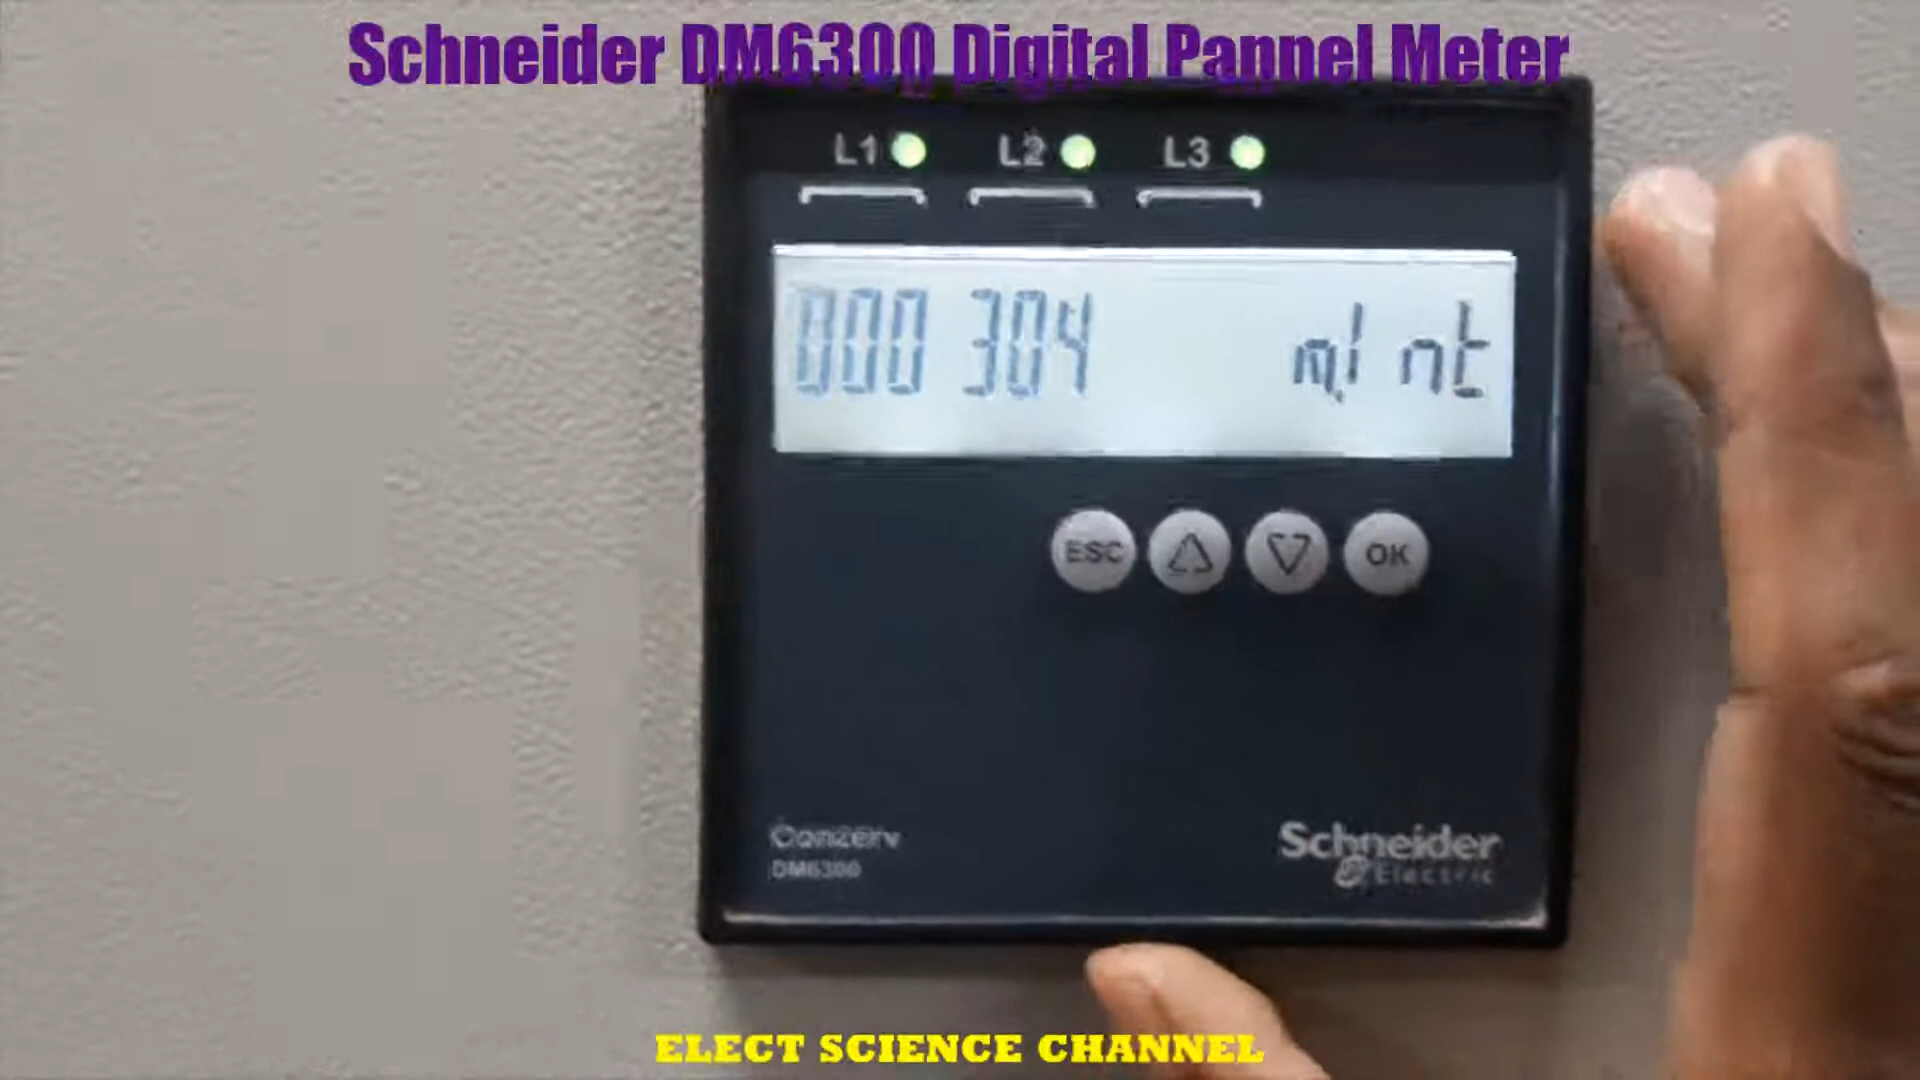 Schneider DM6300 Digital Pannel Meter
L1 L2 L3
000 304
ESC OK
Conzerv
DM6300
Schneider
Electric
ELECT SCIENCE CHANNEL